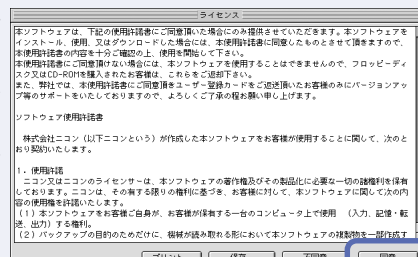 ライセンス
本ソフトウェアは、下記の使用許諾書にご同意頂いた場合にのみ提供させていただきます。本ソフトウェアを
インストール、使用、又はダウンロードした場合には、本使用許諾書に同意したものとさせて頂きますので、
本使用許諾書の内容を十分ご確認の上、使用を開始して下さい。
本使用許諾書にご同意頂けない場合には、本ソフトウェアを使用することはできませんので、フロッピーディ
スク又はCD-ROMを購入されたお客様は、これらをご返却下さい。
また、弊社では、本使用許諾書にご同意頂きユーザー登録カードをご返送頂いたお客様のみにバージョンアッ
プ等のサポートをいたしておりますので、よろしくご了承の程お願い申し上げます。
ソフトウェア使用許諾書
株式会社ニコン（以下ニコンという）が作成した本ソフトウェアをお客様が使用することに関して、次のと
おり契約いたします。
1．使用許諾
ニコン又はニコンのライセンサーは、本ソフトウェアの著作権及びその製品化に必要な一切の諸権利を保有
しております。ニコンは、その有する限りの権利に基づき、お客様に対して、本ソフトウェアに関して次の内
容の使用権を許諾いたします。
（1）本ソフトウェアをお客様ご自身が、お客様が保有する一台のコンピュータ上で使用　（入力、記憶・転
送、出力）する権利。
（2）バックアップの目的のためだけに、機械が読み取れる形において本ソフトウェアの複製物を一部作成す
プリント 保存 不同意 同意